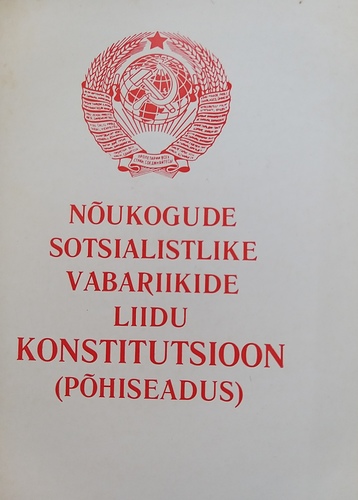 NÕUKOGUDE
SOTSIALISTLIKE
VABARIIKIDE
LIIDU
KONSTITUTSIOON
(PÕHISEADUS)